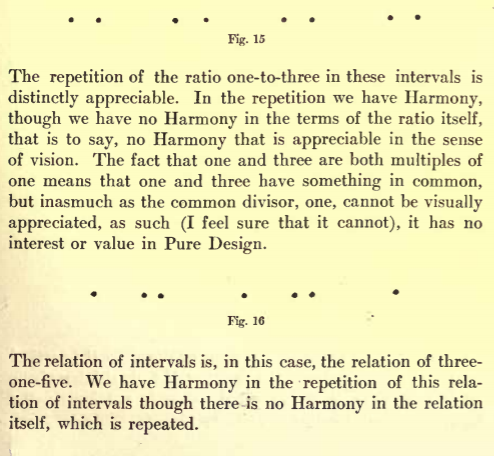 Fig. 15
The repetition of the ratio one-to-three in these intervals is
distinctly appreciable. In the repetition we have Harmony,
though we have no Harmony in the terms of the ratio itself,
that is to say, no Harmony that is appreciable in the sense
of vision. The fact that one and three are both multiples of
one means that one and three have something in common,
but inasmuch as the common divisor, one, cannot be visually
appreciated, as such (I feel sure that it cannot), it has no
interest or value in Pure Design.
Fig. 16
The relation of intervals is, in this case, the relation of three-
one-five. We have Harmony in the repetition of this rela-
tion of intervals though there is no Harmony in the relation
itself, which is repeated.